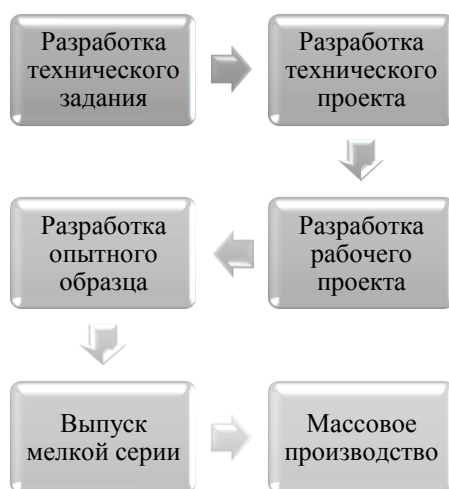 Разработка
технического
задания
Разработка
технического
проекта
Разработка
рабочего
проекта
Разработка
опытного
образца
Выпуск
мелкой серии
Массовое
производство